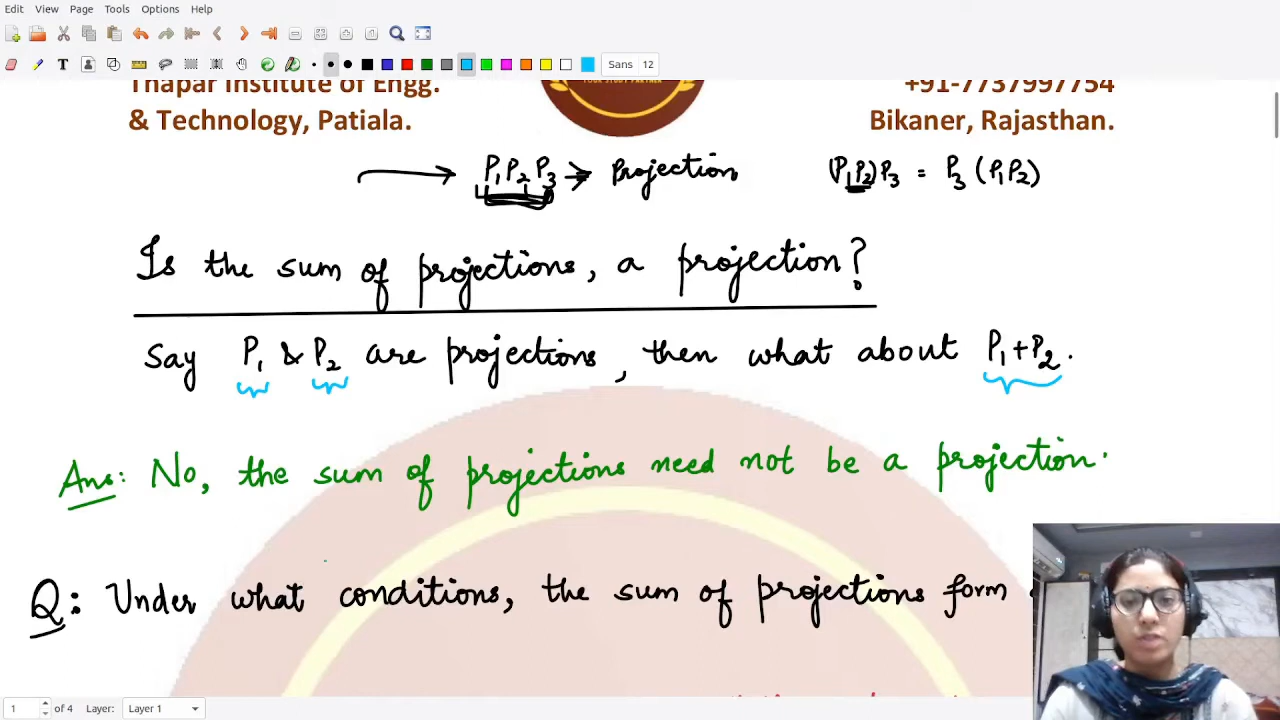 Edit View Page Tools Options Help
Sans 12
Thapar Institute of Engg.
& Technology, Patiala.
YOUR STUDY PARTNER
+91-7737997754
Bikaner, Rajasthan.
P₁P₂P₃ → Projection (P₁P₂)P₃ = P₃(P₁P₂)
Is the sum of projections, a projection?
Say P₁ & P₂ are projections, then what about P₁+P₂.
Ans: No, the sum of projections need not be a projection.
Q: Under what conditions, the sum of projections form
1 of 4 Layer: Layer 1